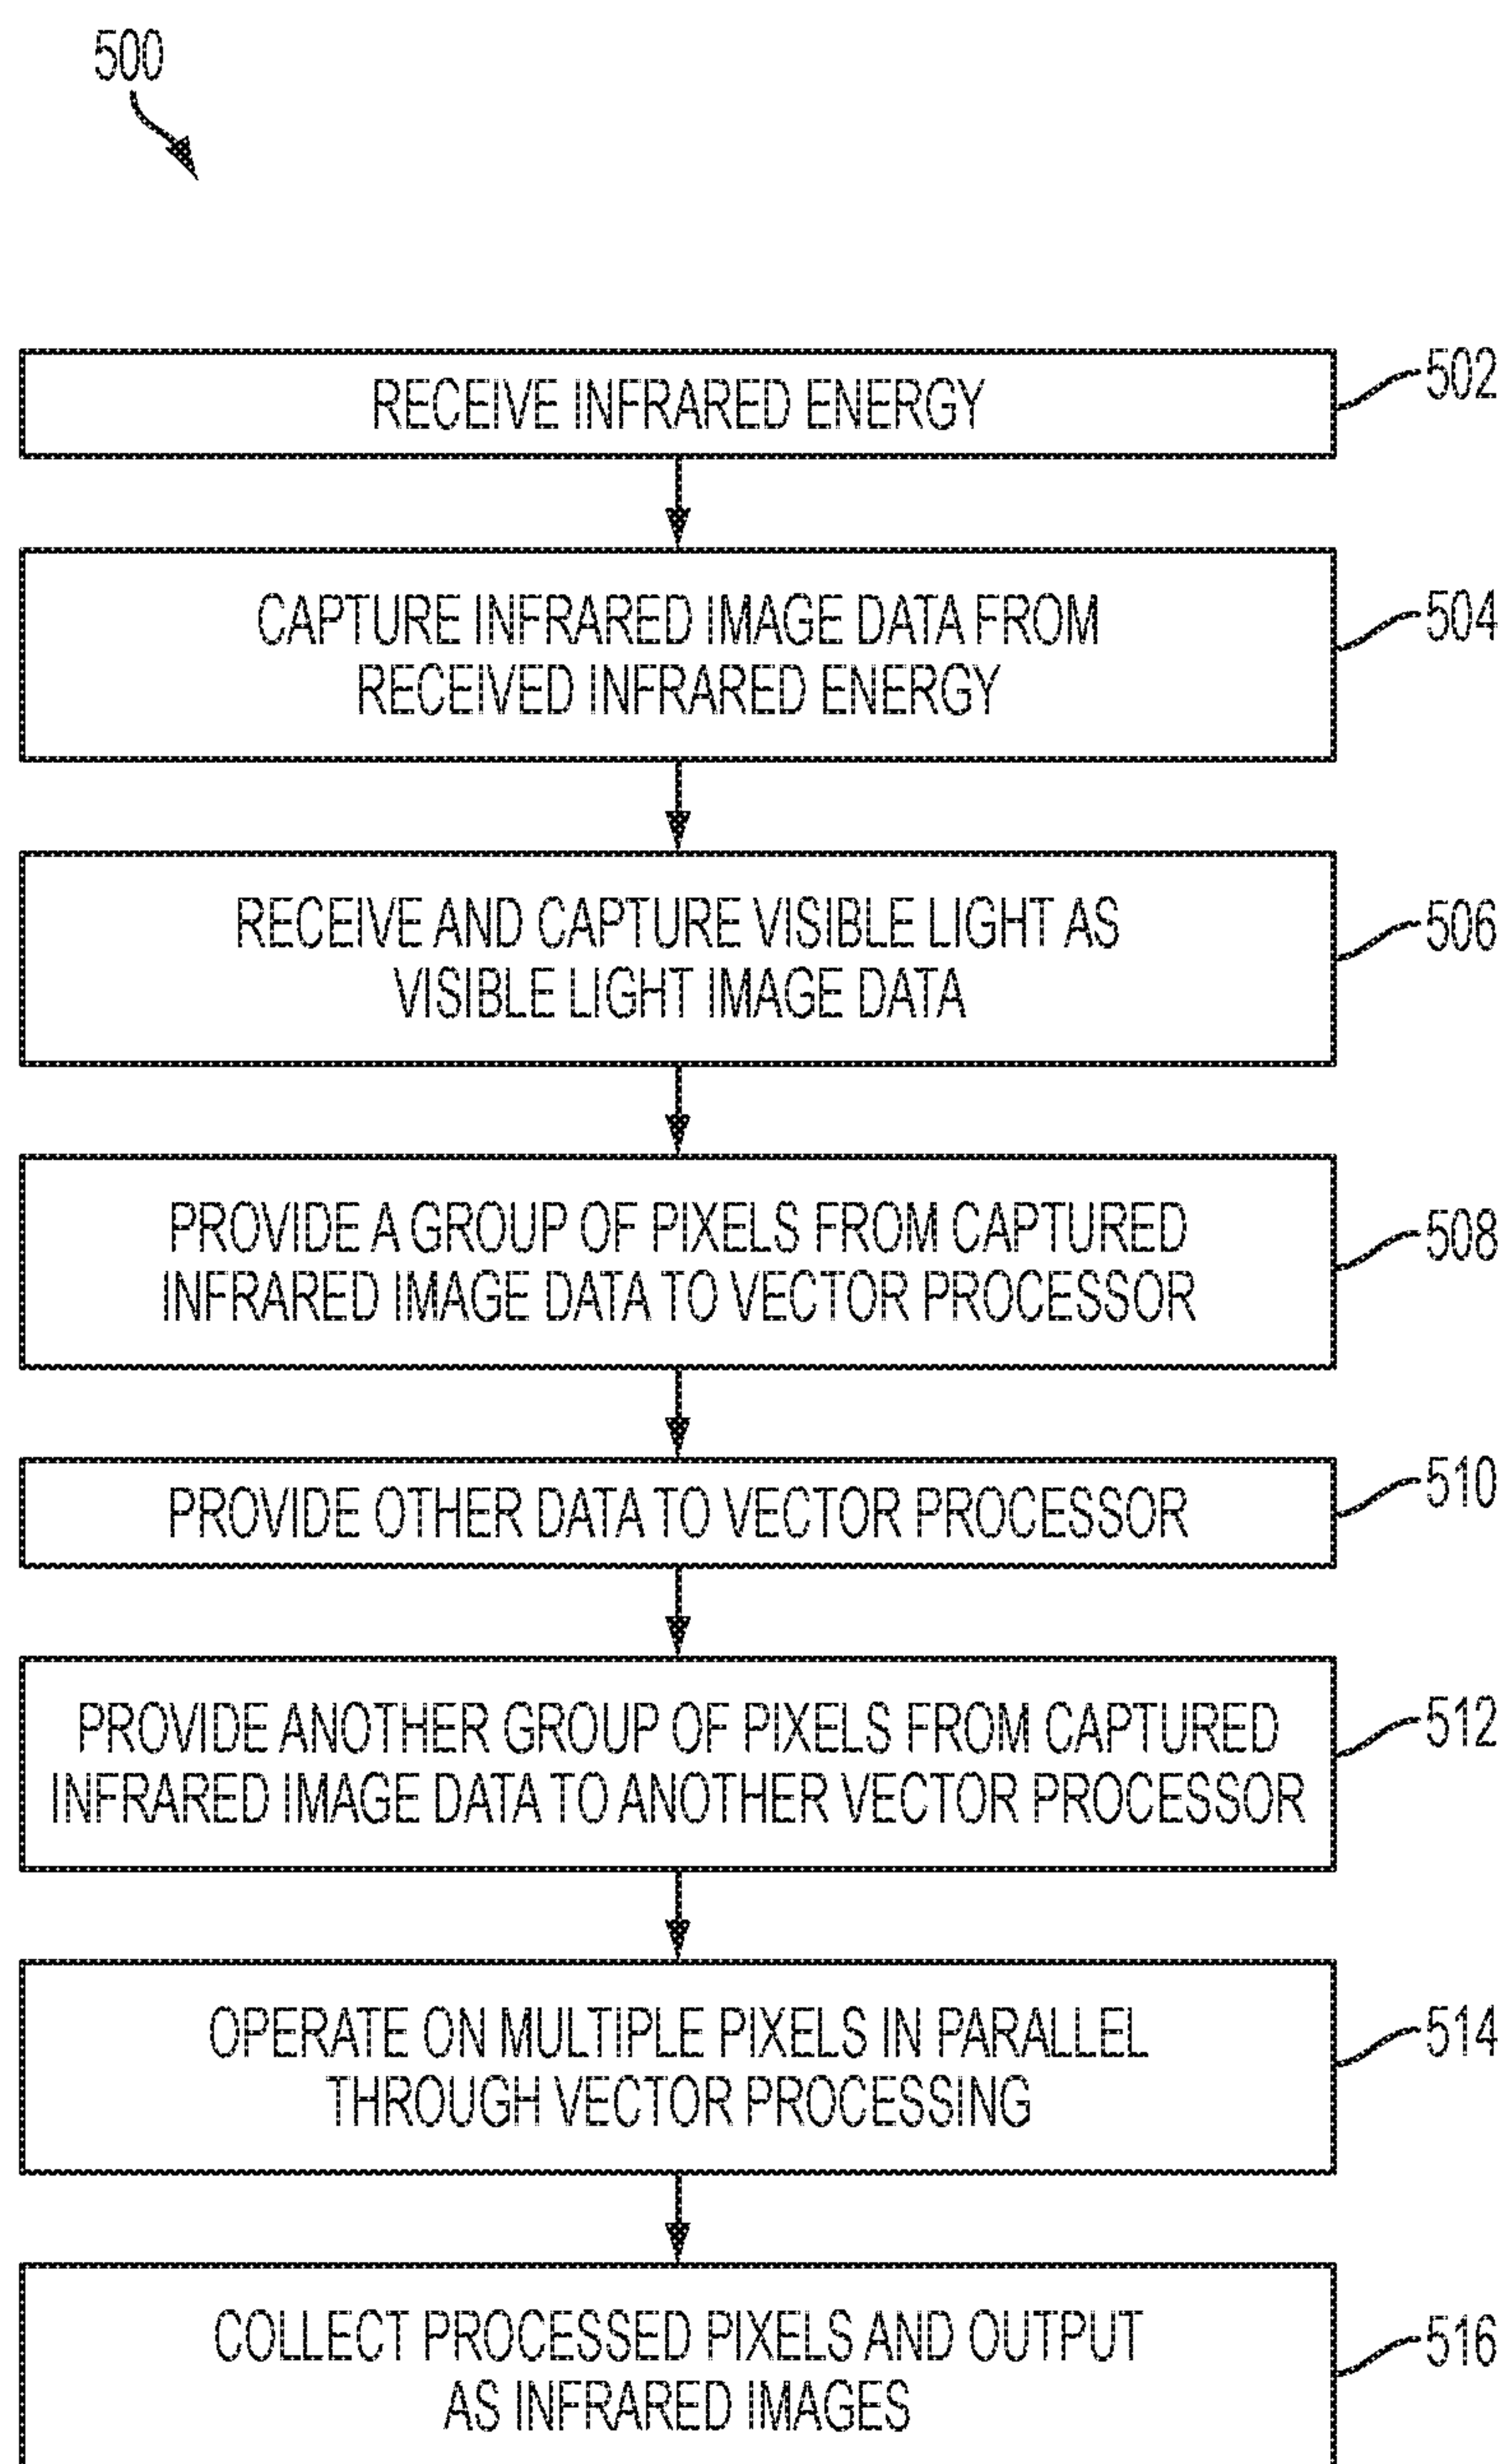 500
RECEIVE INFRARED ENERGY
502
CAPTURE INFRARED IMAGE DATA FROM
RECEIVED INFRARED ENERGY
504
RECEIVE AND CAPTURE VISIBLE LIGHT AS
VISIBLE LIGHT IMAGE DATA
506
PROVIDE A GROUP OF PIXELS FROM CAPTURED
INFRARED IMAGE DATA TO VECTOR PROCESSOR
508
PROVIDE OTHER DATA TO VECTOR PROCESSOR
510
PROVIDE ANOTHER GROUP OF PIXELS FROM CAPTURED
INFRARED IMAGE DATA TO ANOTHER VECTOR PROCESSOR
512
OPERATE ON MULTIPLE PIXELS IN PARALLEL
THROUGH VECTOR PROCESSING
514
COLLECT PROCESSED PIXELS AND OUTPUT
AS INFRARED IMAGES
516